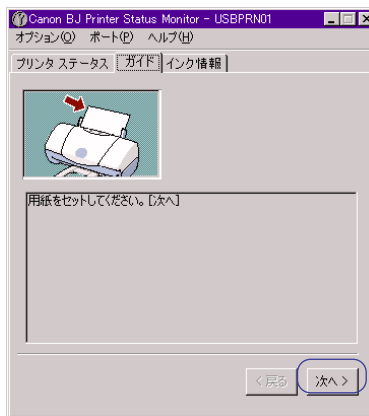 Canon BJ Printer Status Monitor - USBPRN01
オプション(O) ポート(P) ヘルプ(H)
プリンタ ステータス ガイド インク情報
用紙をセットしてください。[次へ]
< 戻る 次へ >